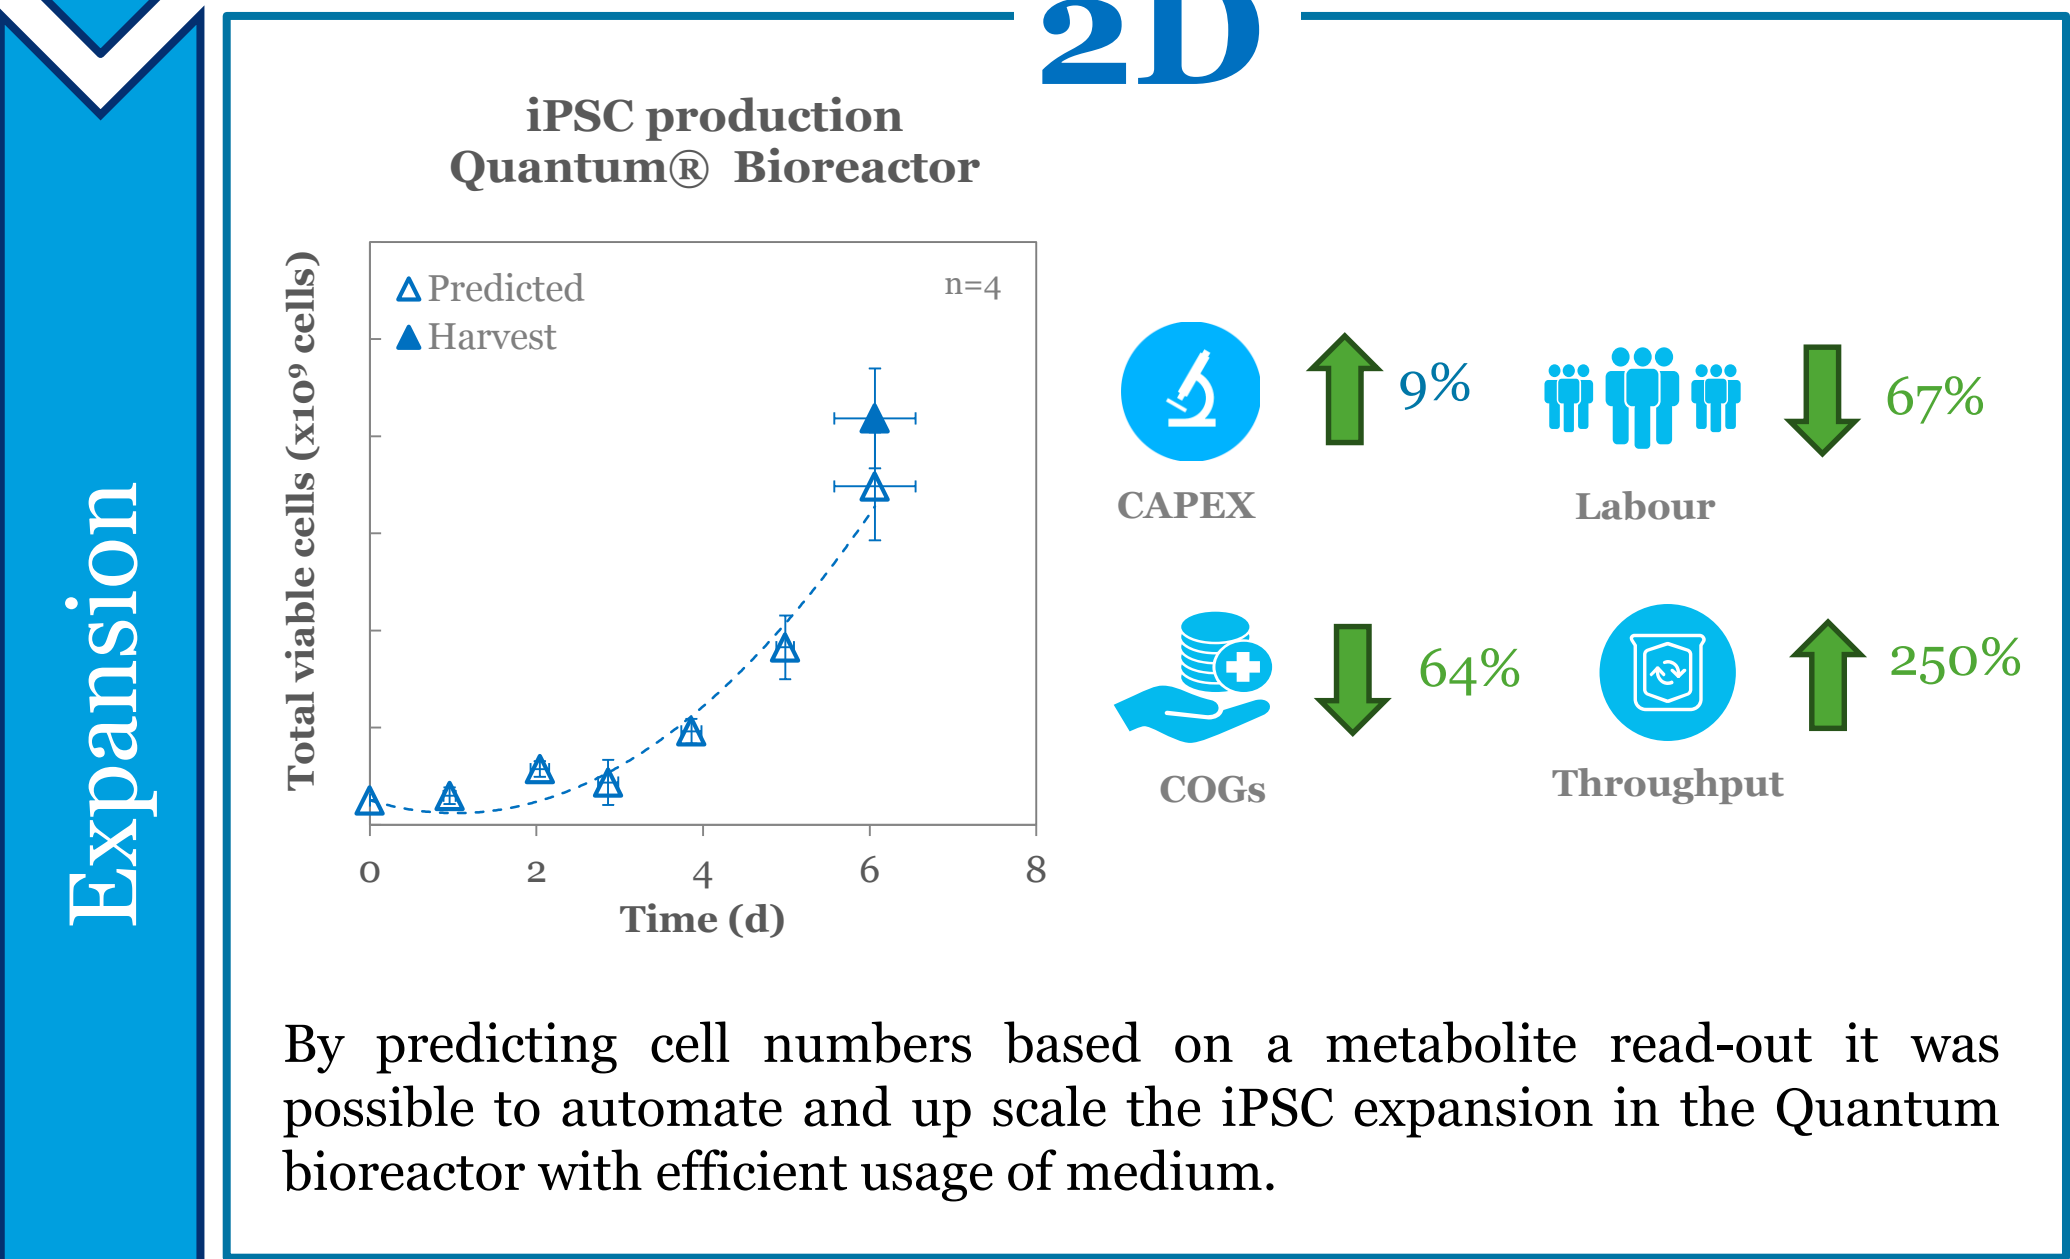 2D
Expansion
iPSC production
Quantum® Bioreactor
Total viable cells (x10⁹ cells)
Predicted
Harvest
n=4
0 2 4 6 8
Time (d)
9%
CAPEX
67%
Labour
64%
COGs
250%
Throughput
By predicting cell numbers based on a metabolite read-out it was
possible to automate and up scale the iPSC expansion in the Quantum
bioreactor with efficient usage of medium.